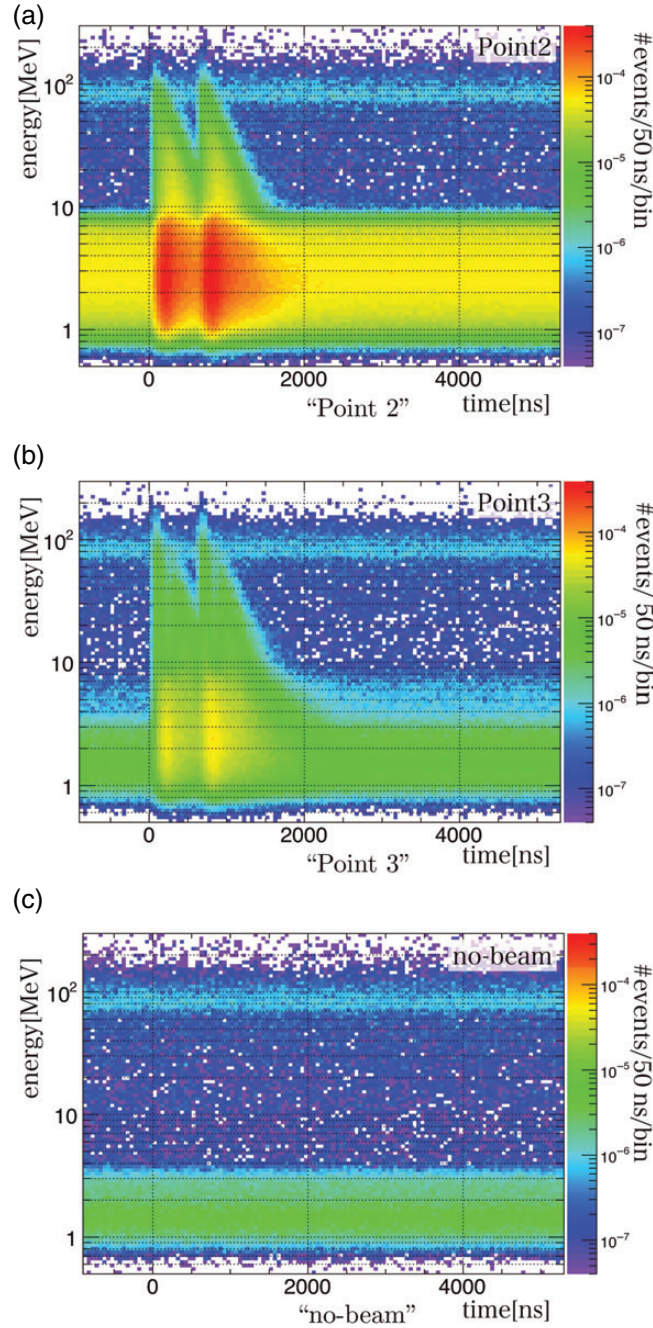 (a)
Point2
energy[MeV]
10²
10
1
0
2000
4000
"Point 2"
time[ns]
#events/50 ns/bin
10⁻⁴
10⁻⁵
10⁻⁶
10⁻⁷
(b)
Point3
energy[MeV]
10²
10
1
0
2000
4000
"Point 3"
time[ns]
#events/ 50 ns/bin
10⁻⁴
10⁻⁵
10⁻⁶
10⁻⁷
(c)
no-beam
energy[MeV]
10²
10
1
0
2000
4000
"no-beam"
time[ns]
#events/50 ns/bin
10⁻⁴
10⁻⁵
10⁻⁶
10⁻⁷